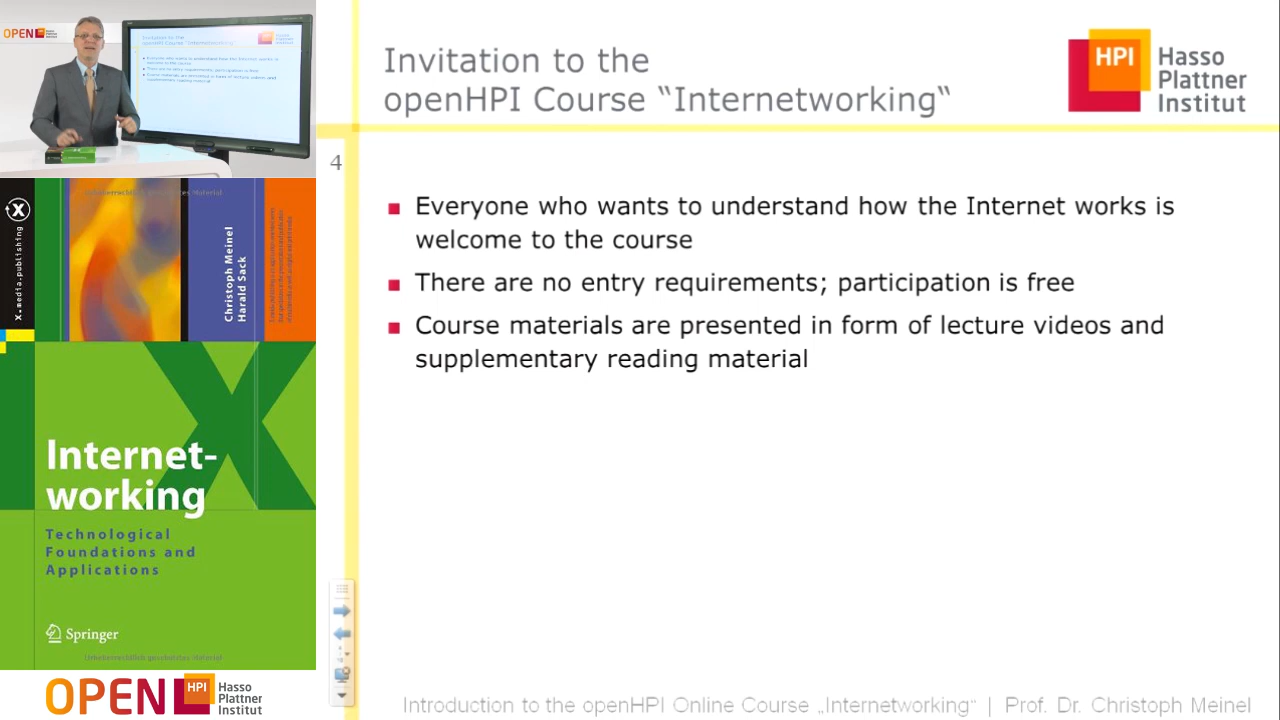 OPEN
Invitation to the
openHPI Course “Internetworking“
HPI Hasso
Plattner
Institut
4
Everyone who wants to understand how the Internet works is
welcome to the course
There are no entry requirements; participation is free
Course materials are presented in form of lecture videos and
supplementary reading material
x.media.publishing
Christoph Meinel
Harald Sack
Internet-
working
Technological
Foundations and
Applications
Springer
OPEN HPI Hasso
Plattner
Institut
Introduction to the openHPI Online Course „Internetworking“ | Prof. Dr. Christoph Meinel